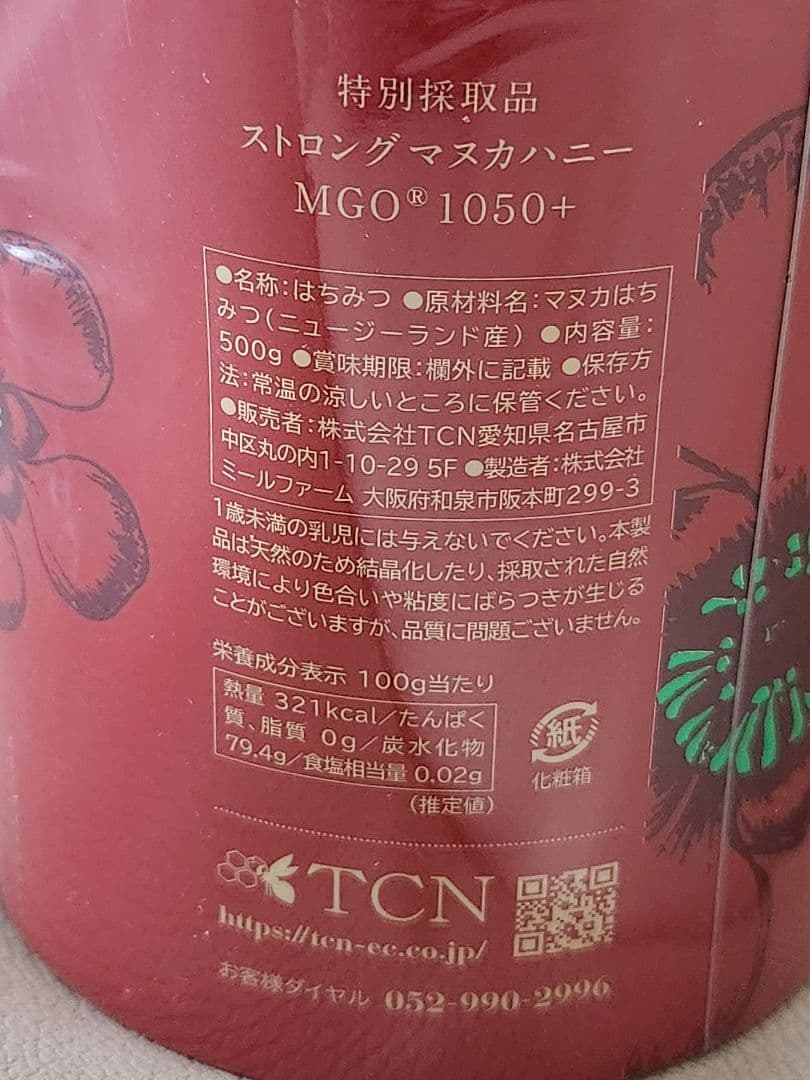 特別採取品
ストロングマヌカハニー
MGO® 1050+
●名称：はちみつ ●原材料名：マヌカはち
みつ（ニュージーランド産） ●内容量：
500g ●賞味期限：欄外に記載 ●保存方
法：常温の涼しいところに保管ください。
●販売者：株式会社TCN愛知県名古屋市
中区丸の内1-10-29 5F ●製造者：株式会社
ミールファーム 大阪府和泉市阪本町299-3
1歳未満の乳児には与えないでください。本製
品は天然のため結晶化したり、採取された自然
環境により色合いや粘度にばらつきが生じる
ことがございますが、品質に問題ございません。
栄養成分表示 100g当たり
熱量 321kcal／たんぱく
質、脂質 0g／炭水化物
79.4g／食塩相当量 0.02g
（推定値）
紙
化粧箱
TCN
https://tcn-ec.co.jp/
お客様ダイヤル 052-990-2996